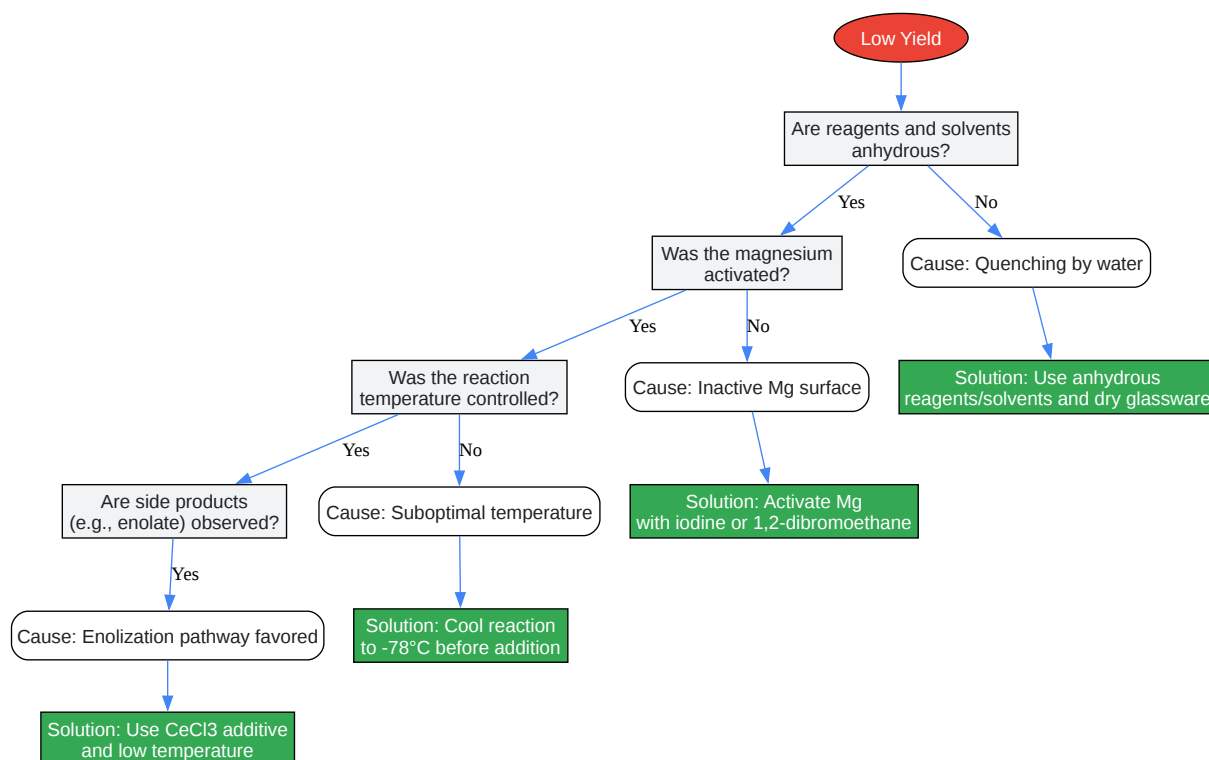 Low Yield
Are reagents and solvents
anhydrous?
Yes
No
Was the magnesium
activated?
Cause: Quenching by water
Yes
No
Was the reaction
temperature controlled?
Cause: Inactive Mg surface
Solution: Use anhydrous
reagents/solvents and dry glassware
Yes
No
Are side products
(e.g., enolate) observed?
Cause: Suboptimal temperature
Solution: Activate Mg
with iodine or 1,2-dibromoethane
Yes
Cause: Enolization pathway favored
Solution: Cool reaction
to -78°C before addition
Solution: Use CeCl3 additive
and low temperature